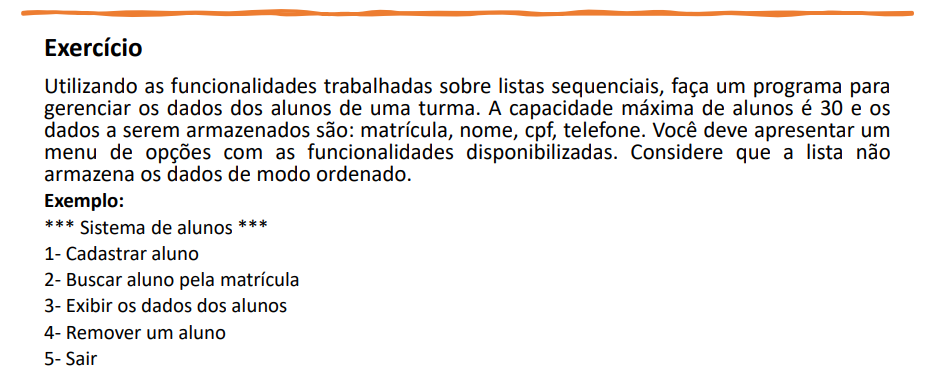 Exercício
Utilizando as funcionalidades trabalhadas sobre listas sequenciais, faça um programa para
gerenciar os dados dos alunos de uma turma. A capacidade máxima de alunos é 30 e os
dados a serem armazenados são: matrícula, nome, cpf, telefone. Você deve apresentar um
menu de opções com as funcionalidades disponibilizadas. Considere que a lista não
armazena os dados de modo ordenado.
Exemplo:
*** Sistema de alunos ***
1- Cadastrar aluno
2- Buscar aluno pela matrícula
3- Exibir os dados dos alunos
4- Remover um aluno
5- Sair